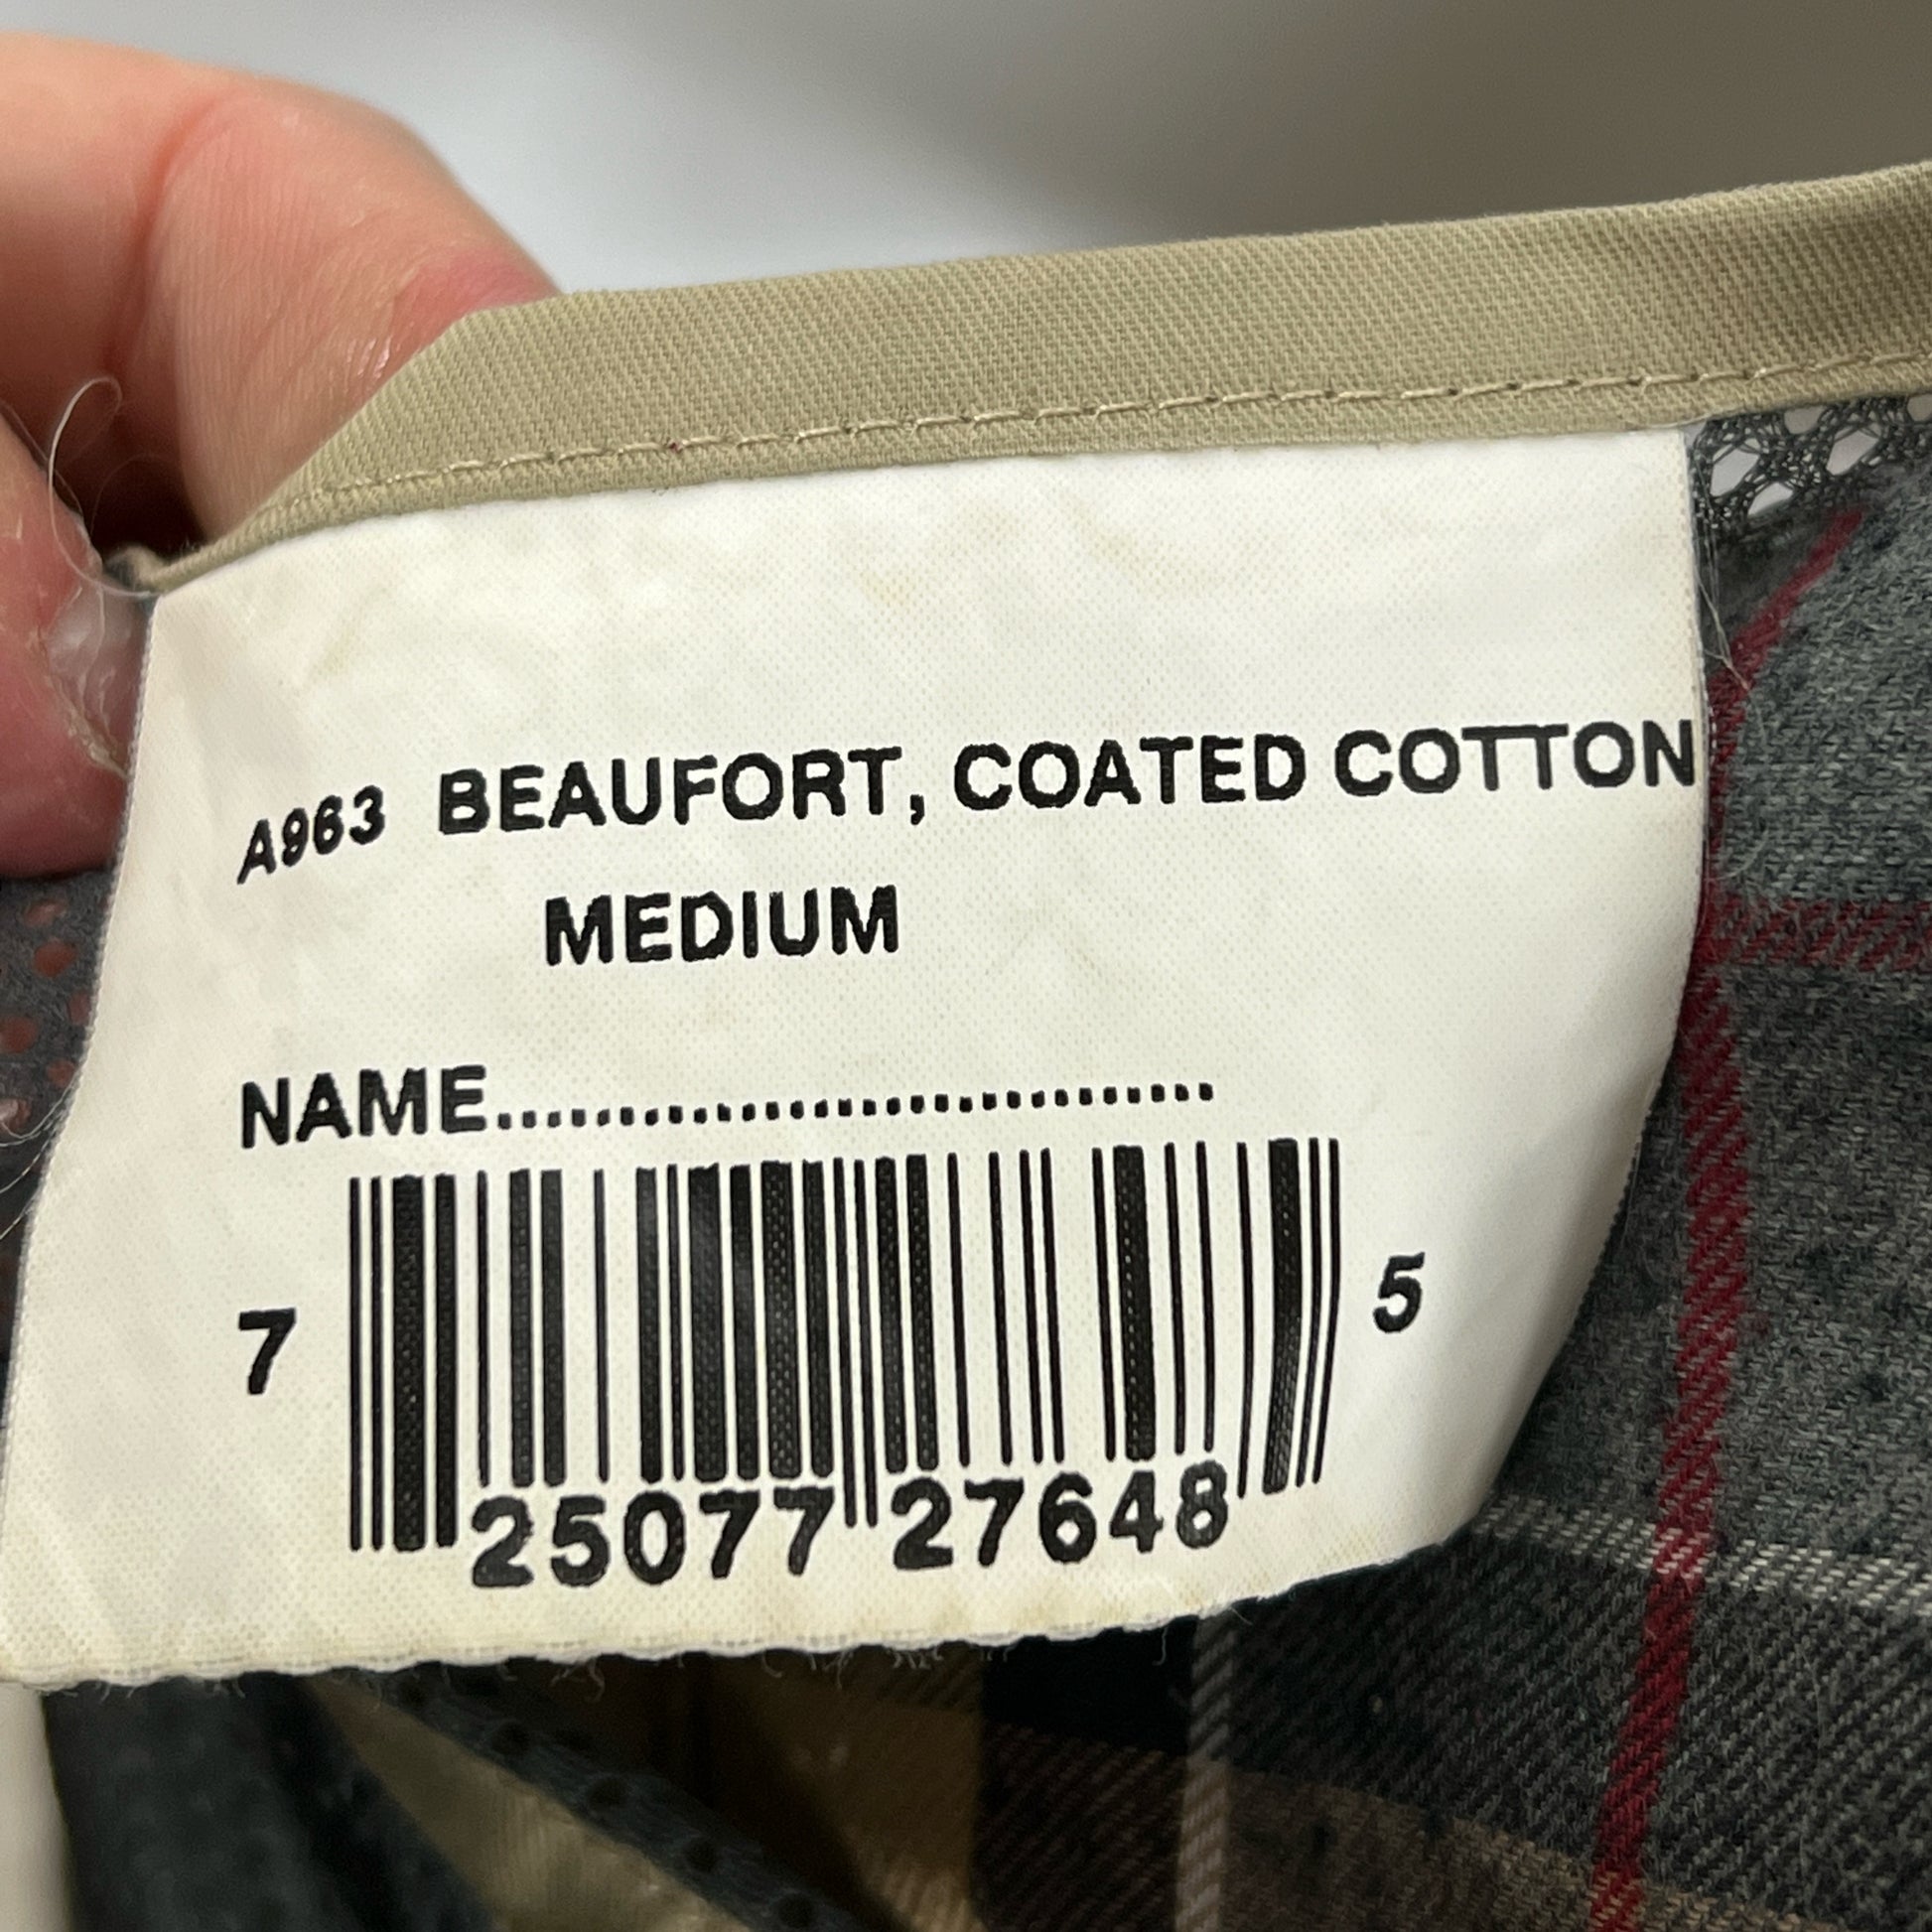 A963 BEAUFORT, COATED COTTON
MEDIUM
NAME..............................
7 25077 27648 5